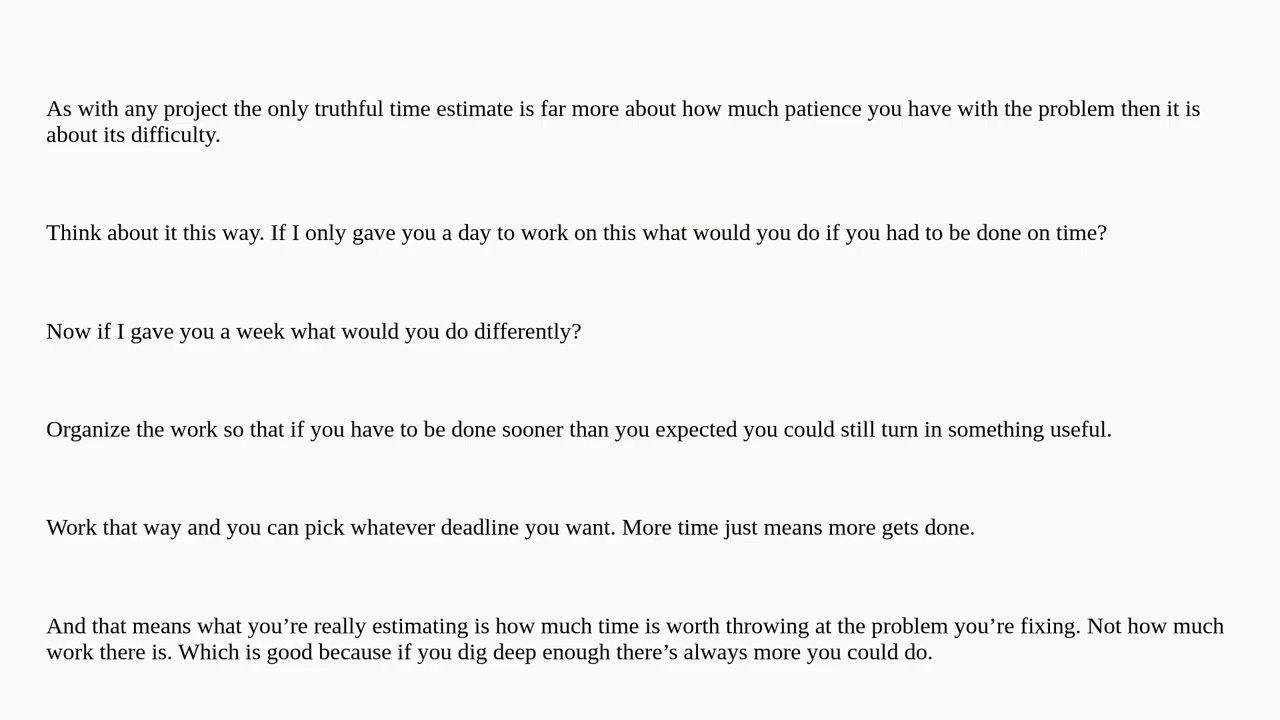 As with any project the only truthful time estimate is far more about how much patience you have with the problem then it is
about its difficulty.
Think about it this way. If I only gave you a day to work on this what would you do if you had to be done on time?
Now if I gave you a week what would you do differently?
Organize the work so that if you have to be done sooner than you expected you could still turn in something useful.
Work that way and you can pick whatever deadline you want. More time just means more gets done.
And that means what you’re really estimating is how much time is worth throwing at the problem you’re fixing. Not how much
work there is. Which is good because if you dig deep enough there’s always more you could do.